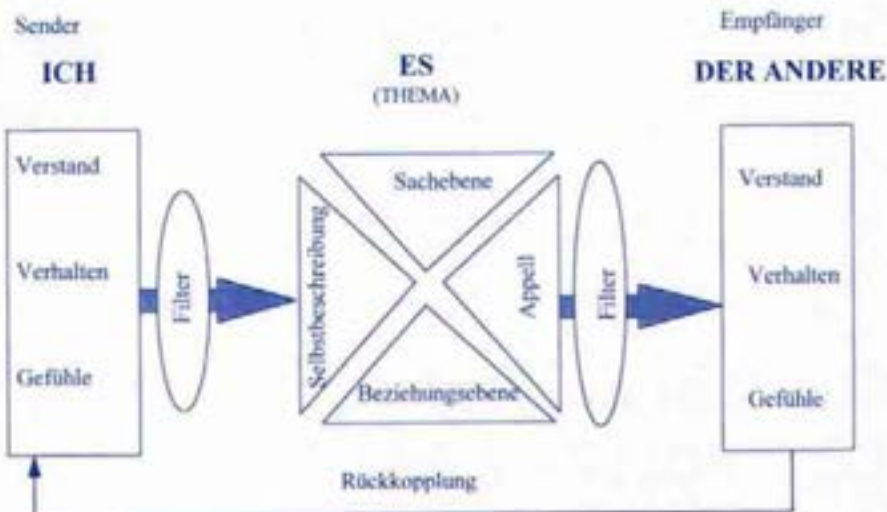 Sender
ICH
Verstand
Verhalten
Gefühle
Filter
ES
(THEMA)
Sachebene
Selbstbeschreibung
Appell
Beziehungsebene
Filter
Empfänger
DER ANDERE
Verstand
Verhalten
Gefühle
Rückkopplung